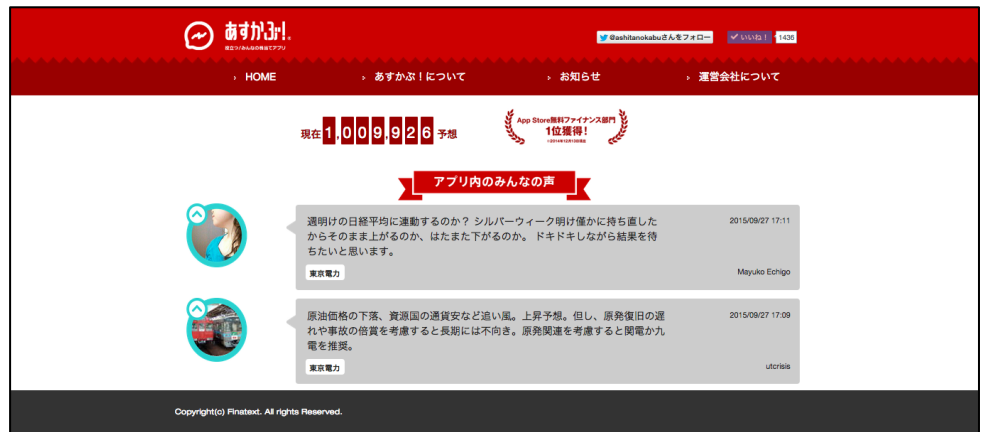 あすかぶ!.
役立つ!みんなの株当てアプリ
@ashitanokabuさんをフォロー
いいね! 1436
HOME
あすかぶ!について
お知らせ
運営会社について
現在1,009,926予想
App Store無料ファイナンス部門
1位獲得!
アプリ内のみんなの声
週明けの日経平均に連動するのか? シルバーウィーク明け僅かに持ち直した
からそのまま上がるのか、はたまた下がるのか。 ドキドキしながら結果を待
ちたいと思います。
2015/09/27 17:11
東京電力
Mayuko Echigo
原油価格の下落、資源国の通貨安など追い風。上昇予想。但し、原発復旧の遅
れや事故の倍賞を考慮すると長期には不向き。原発関連を考慮すると関電か九
電を推奨。
2015/09/27 17:09
東京電力
utcrisis
Copyright(c) Finatext. All rights Reserved.